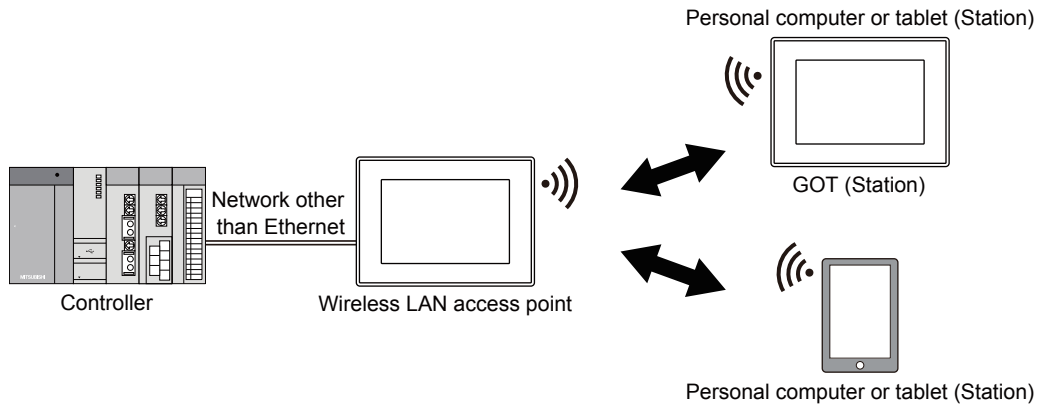 Personal computer or tablet (Station)
Network other
than Ethernet
GOT (Station)
MITSUBISHI
Controller
Wireless LAN access point
Personal computer or tablet (Station)